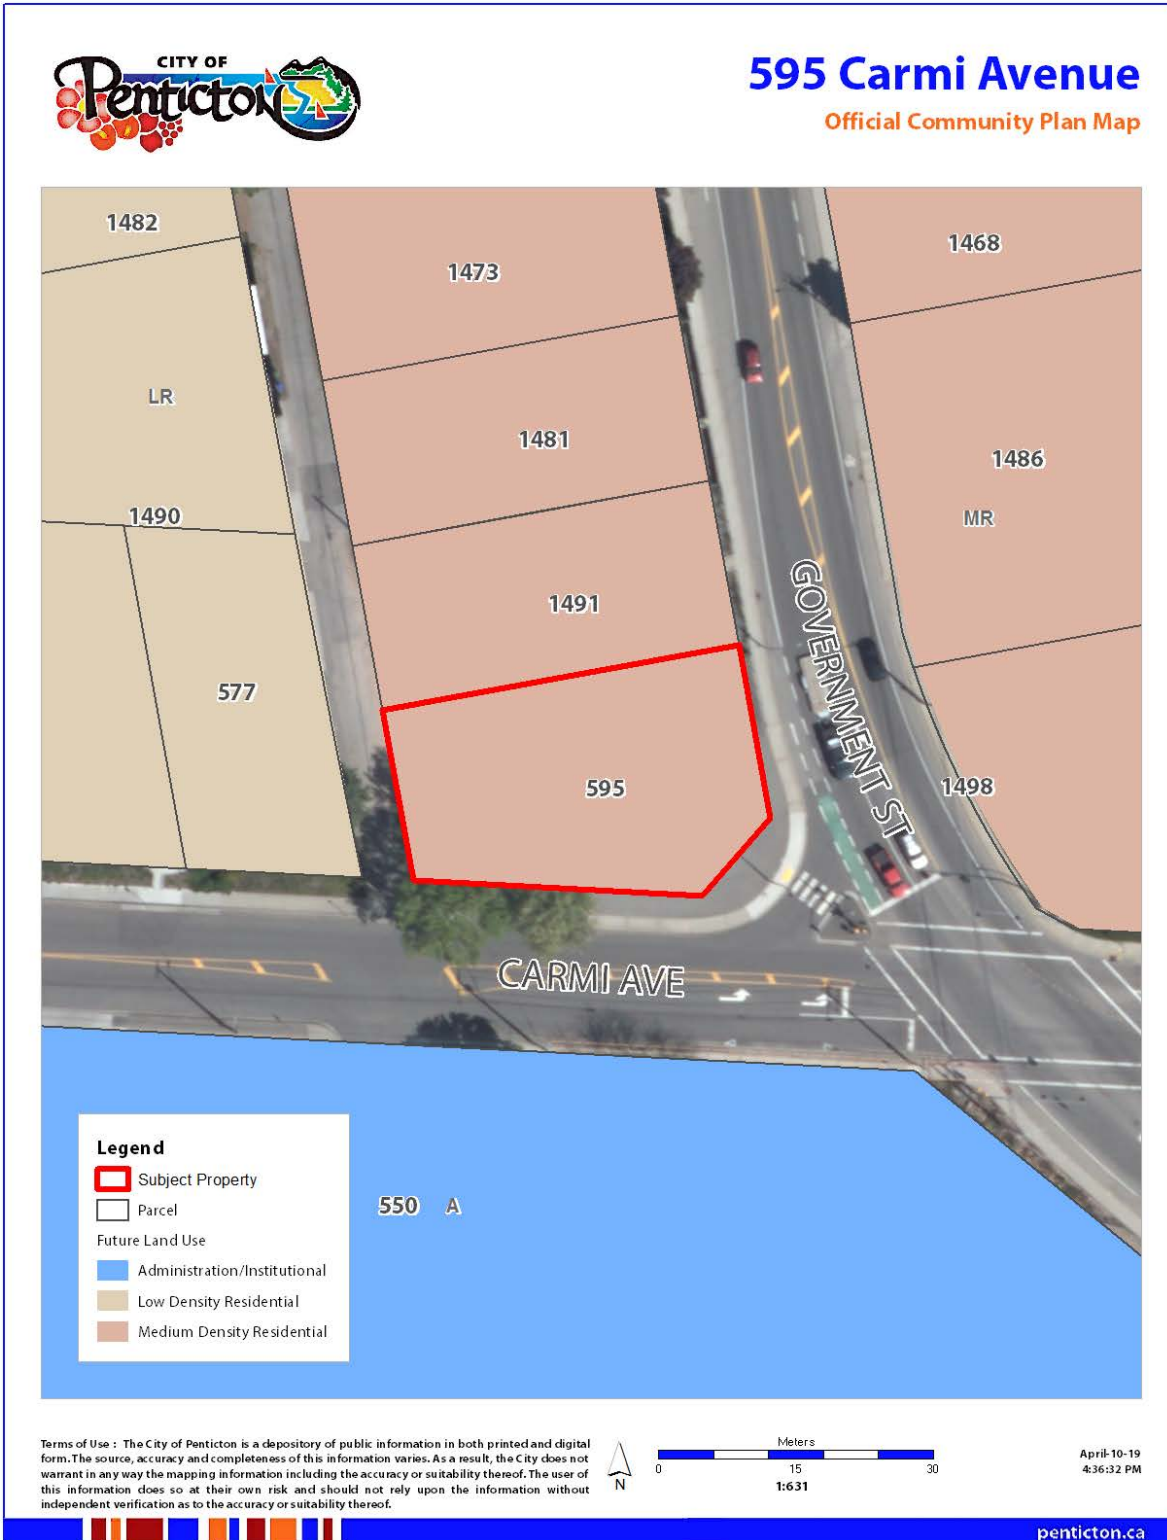 CITY OF
Penticton
595 Carmi Avenue
Official Community Plan Map
1482
1473
1468
LR
1481
1486
1490
MR
1491
GOVERNMENT ST
577
595
1498
CARMI AVE
550 A
Legend
Subject Property
Parcel
Future Land Use
Administration/Institutional
Low Density Residential
Medium Density Residential
Terms of Use : The City of Penticton is a depository of public information in both printed and digital
form. The source, accuracy and completeness of this information varies. As a result, the City does not
warrant in any way the mapping information including the accuracy or suitability thereof. The user of
this information does so at their own risk and should not rely upon the information without
independent verification as to the accuracy or suitability thereof.
N
Meters
0 15 30
1:631
April-10-19
4:36:32 PM
penticton.ca